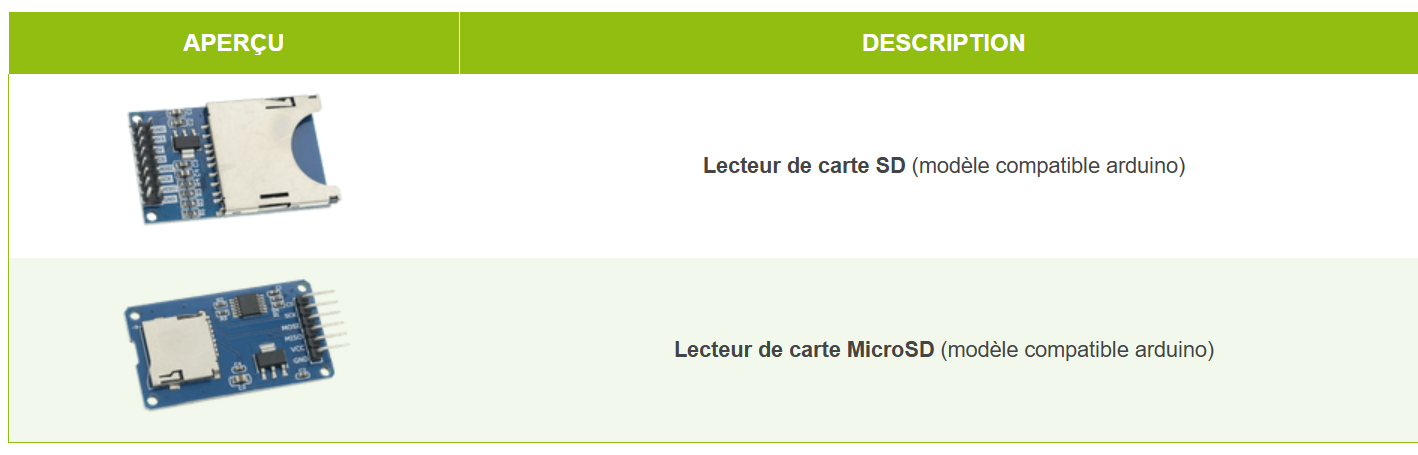 APERÇU DESCRIPTION
Lecteur de carte SD (modèle compatible arduino)
CS
SCK
MOSI
MISO
VCC
GND
Lecteur de carte MicroSD (modèle compatible arduino)